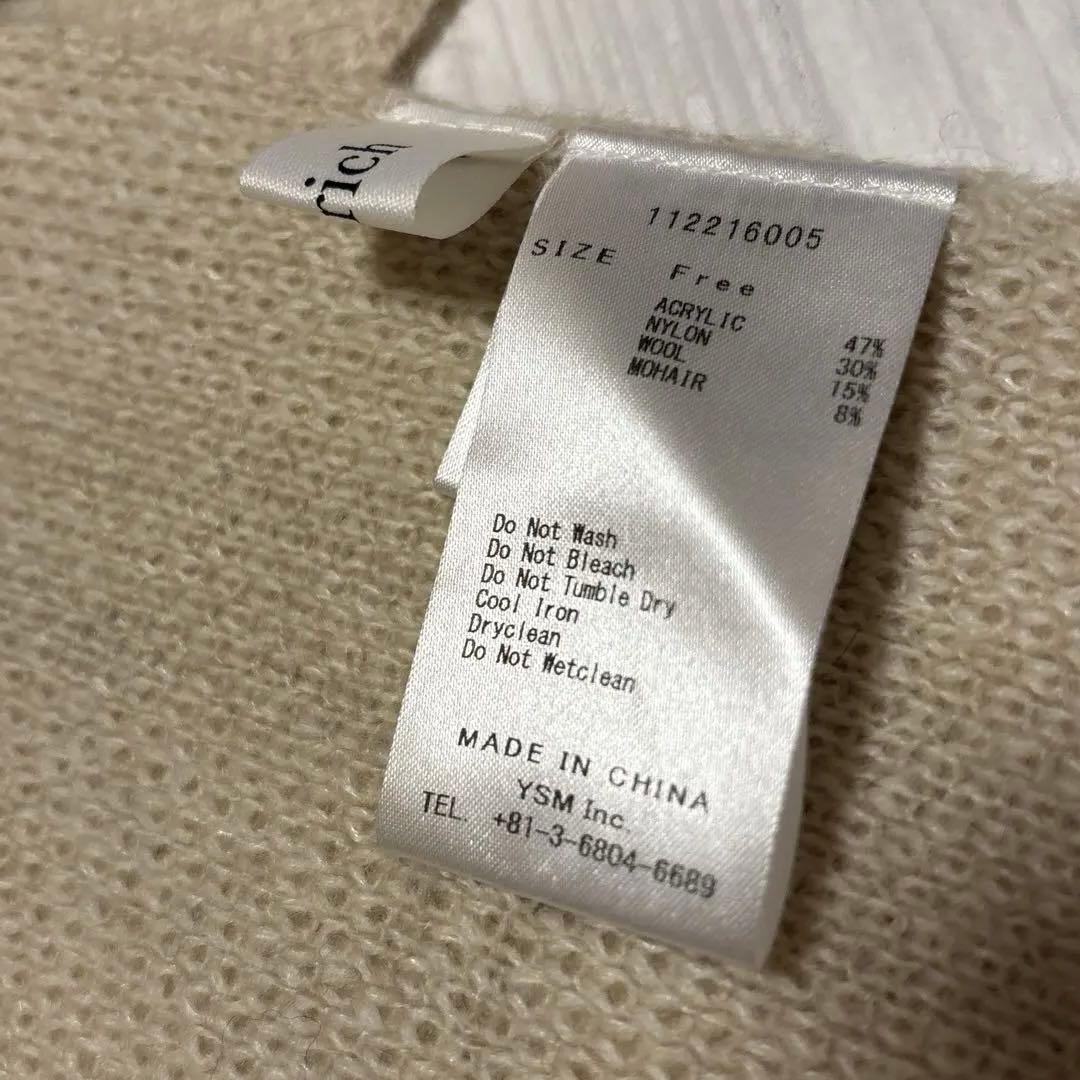 rich
112216005
SIZE Free
ACRYLIC 47%
NYLON 30%
WOOL 15%
MOHAIR 8%
Do Not Wash
Do Not Bleach
Do Not Tumble Dry
Cool Iron
Dryclean
Do Not Wetclean
MADE IN CHINA
YSM Inc.
TEL. +81-3-6804-6689